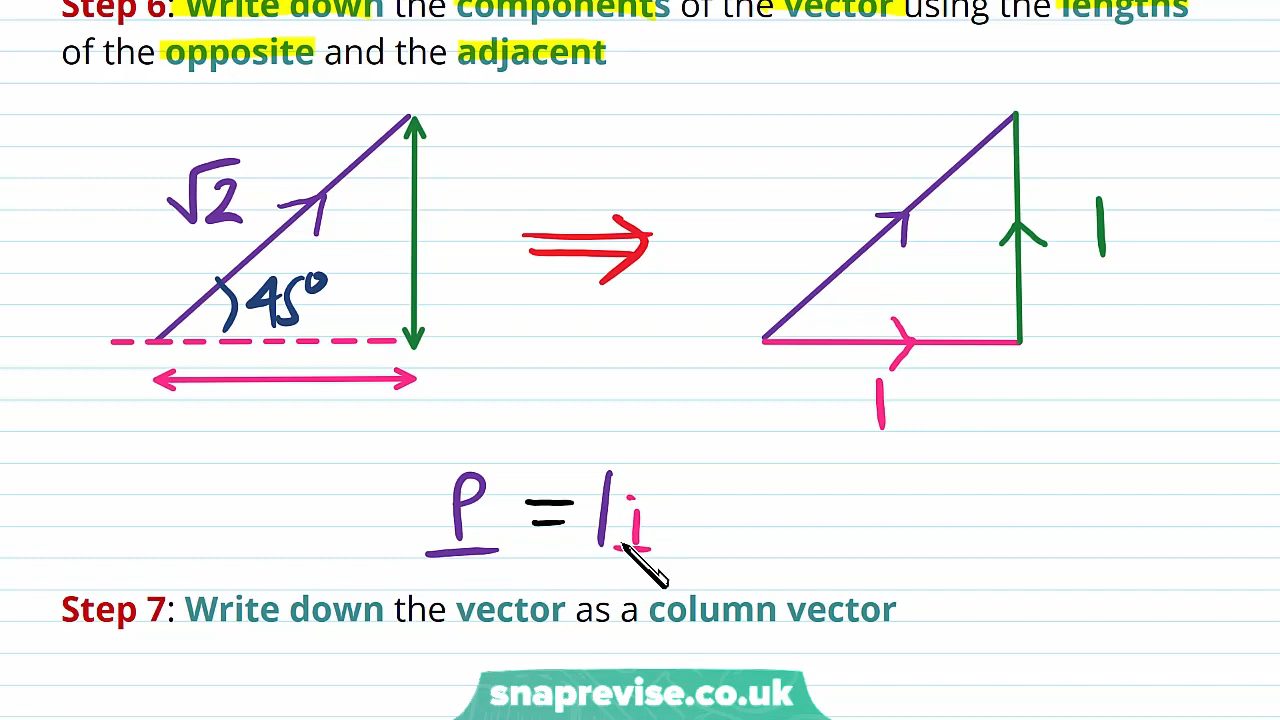 Step 6: Write down the components of the vector using the lengths
of the opposite and the adjacent
√2
45°
1
1
p = 1i
Step 7: Write down the vector as a column vector
snaprevise.co.uk